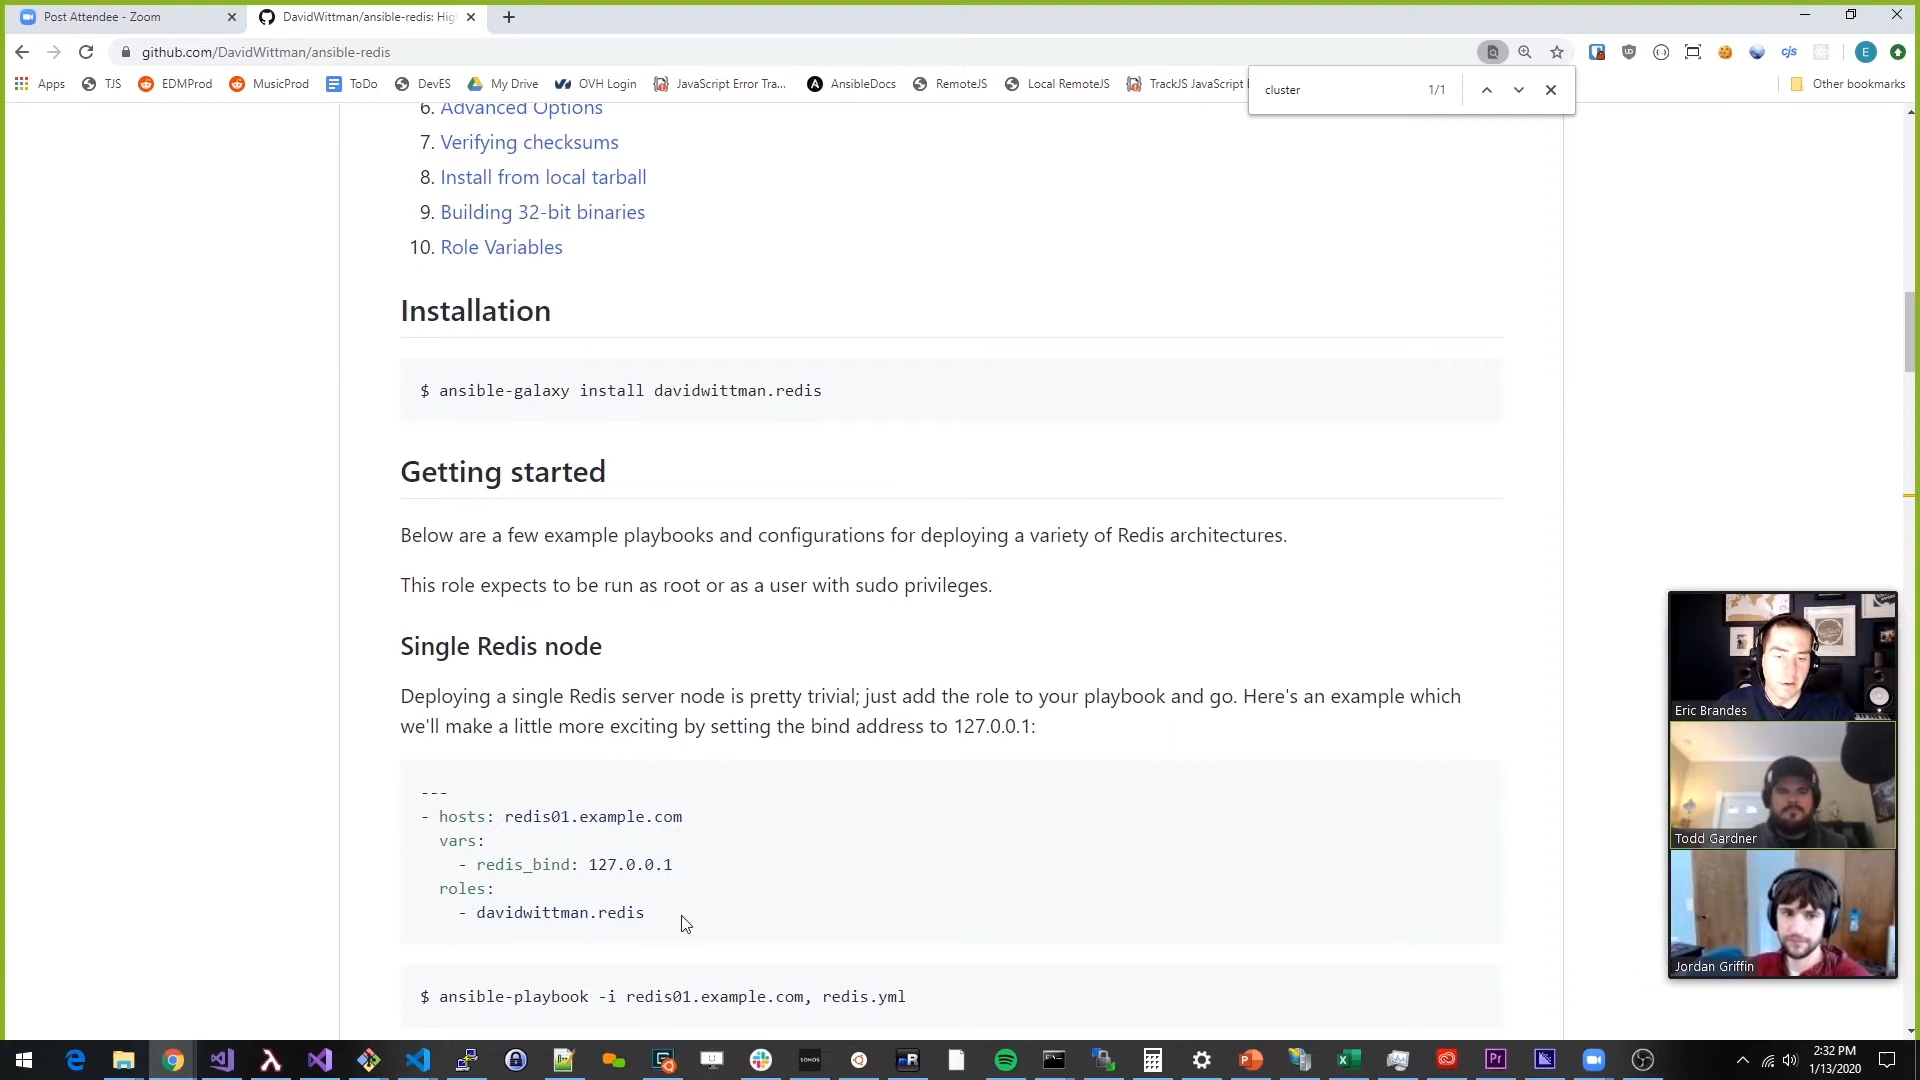 Post Attendee - Zoom
DavidWittman/ansible-redis: Hig
github.com/DavidWittman/ansible-redis
Apps
TJS
EDMProd
MusicProd
ToDo
DevES
My Drive
OVH Login
JavaScript Error Tra...
AnsibleDocs
RemoteJS
Local RemoteJS
TrackJS JavaScript
Other bookmarks
cluster 1/1
6. Advanced Options
7. Verifying checksums
8. Install from local tarball
9. Building 32-bit binaries
10. Role Variables
Installation
$ ansible-galaxy install davidwittman.redis
Getting started
Below are a few example playbooks and configurations for deploying a variety of Redis architectures.
This role expects to be run as root or as a user with sudo privileges.
Single Redis node
Deploying a single Redis server node is pretty trivial; just add the role to your playbook and go. Here's an example which
we'll make a little more exciting by setting the bind address to 127.0.0.1:
---
- hosts: redis01.example.com
vars:
- redis_bind: 127.0.0.1
roles:
- davidwittman.redis
$ ansible-playbook -i redis01.example.com, redis.yml
Eric Brandes
Todd Gardner
Jordan Griffin
2:32 PM
1/13/2020